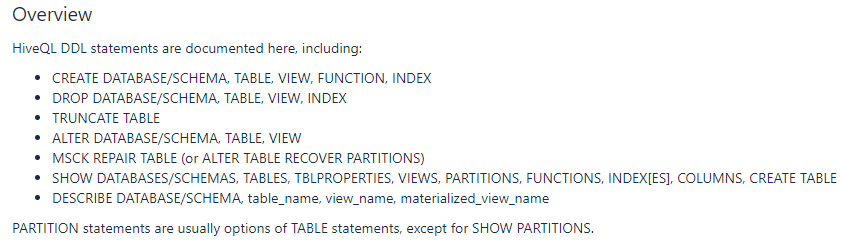 Overview
HiveQL DDL statements are documented here, including:
• CREATE DATABASE/SCHEMA, TABLE, VIEW, FUNCTION, INDEX
• DROP DATABASE/SCHEMA, TABLE, VIEW, INDEX
• TRUNCATE TABLE
• ALTER DATABASE/SCHEMA, TABLE, VIEW
• MSCK REPAIR TABLE (or ALTER TABLE RECOVER PARTITIONS)
• SHOW DATABASES/SCHEMAS, TABLES, TBLPROPERTIES, VIEWS, PARTITIONS, FUNCTIONS, INDEX[ES], COLUMNS, CREATE TABLE
• DESCRIBE DATABASE/SCHEMA, table_name, view_name, materialized_view_name
PARTITION statements are usually options of TABLE statements, except for SHOW PARTITIONS.